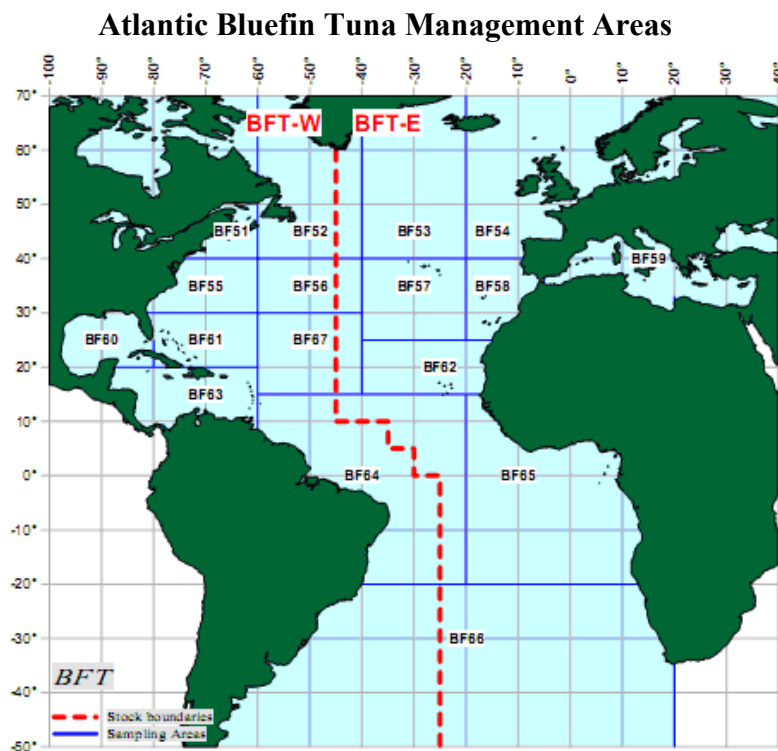 Atlantic Bluefin Tuna Management Areas
-100 -90° -80° -70° -60° -50° -40° -30° -20° -10° 0° 10° 20° 30° 40°
70°
BFT-W BFT-E
60°
50°
BF51 BF52 BF53 BF54
40°
BF59
BF55 BF56 BF57 BF58
30°
BF60 BF61 BF67
20°
BF62
BF63
10°
0°
BF64 BF65
-10°
-20°
-30°
BF66
BFT
-40°
Stock boundaries
Sampling Areas
-50°